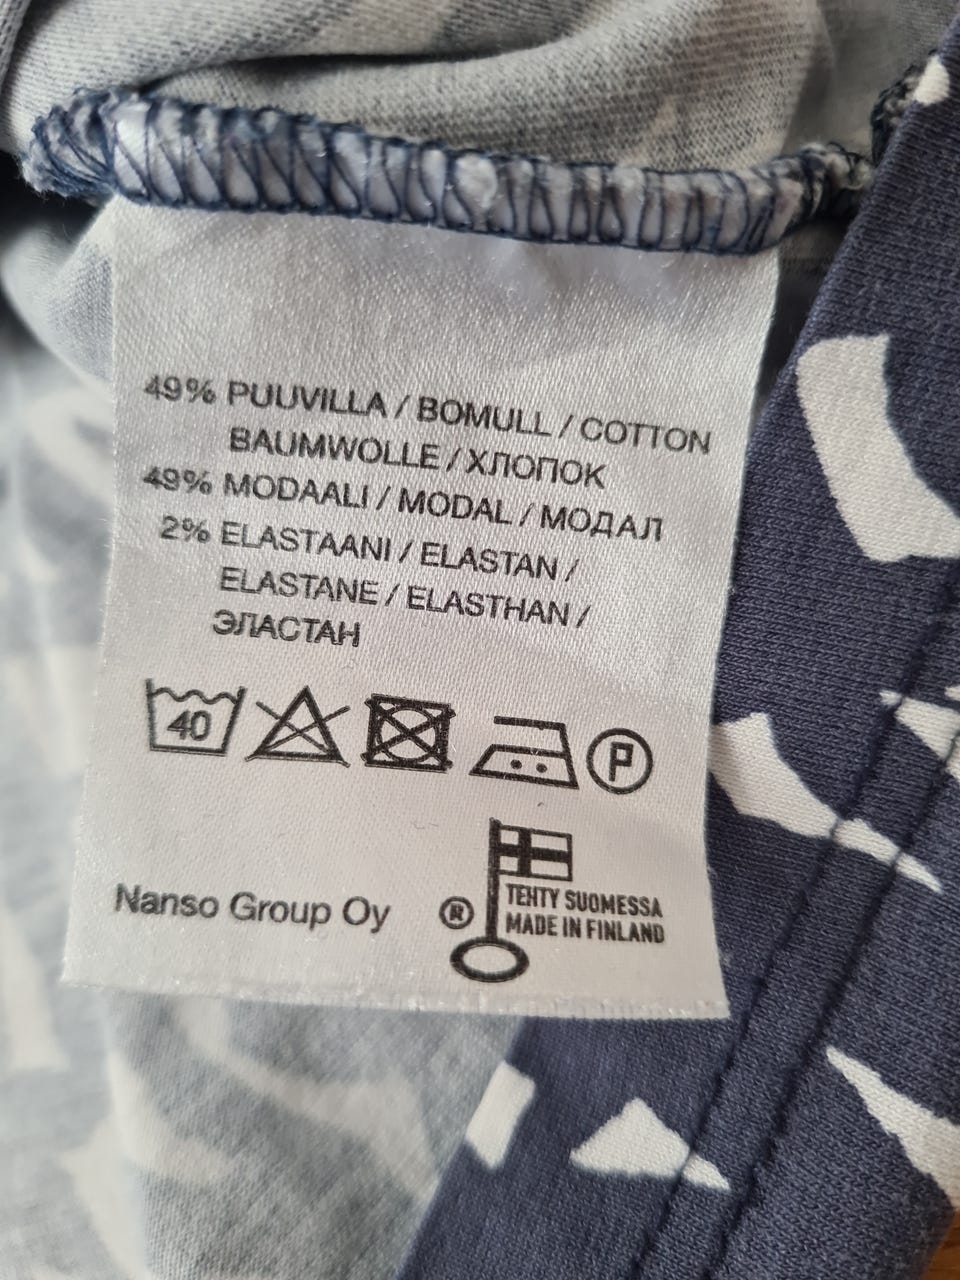 49% PUUVILLA / BOMULL / COTTON
BAUMWOLLE / ХЛОПОК
49% MODAALI / MODAL / МОДАЛ
2% ELASTAANI / ELASTAN /
ELASTANE / ELASTHAN /
ЭЛАСТАН
40 P
Nanso Group Oy
® TEHTY SUOMESSA
MADE IN FINLAND